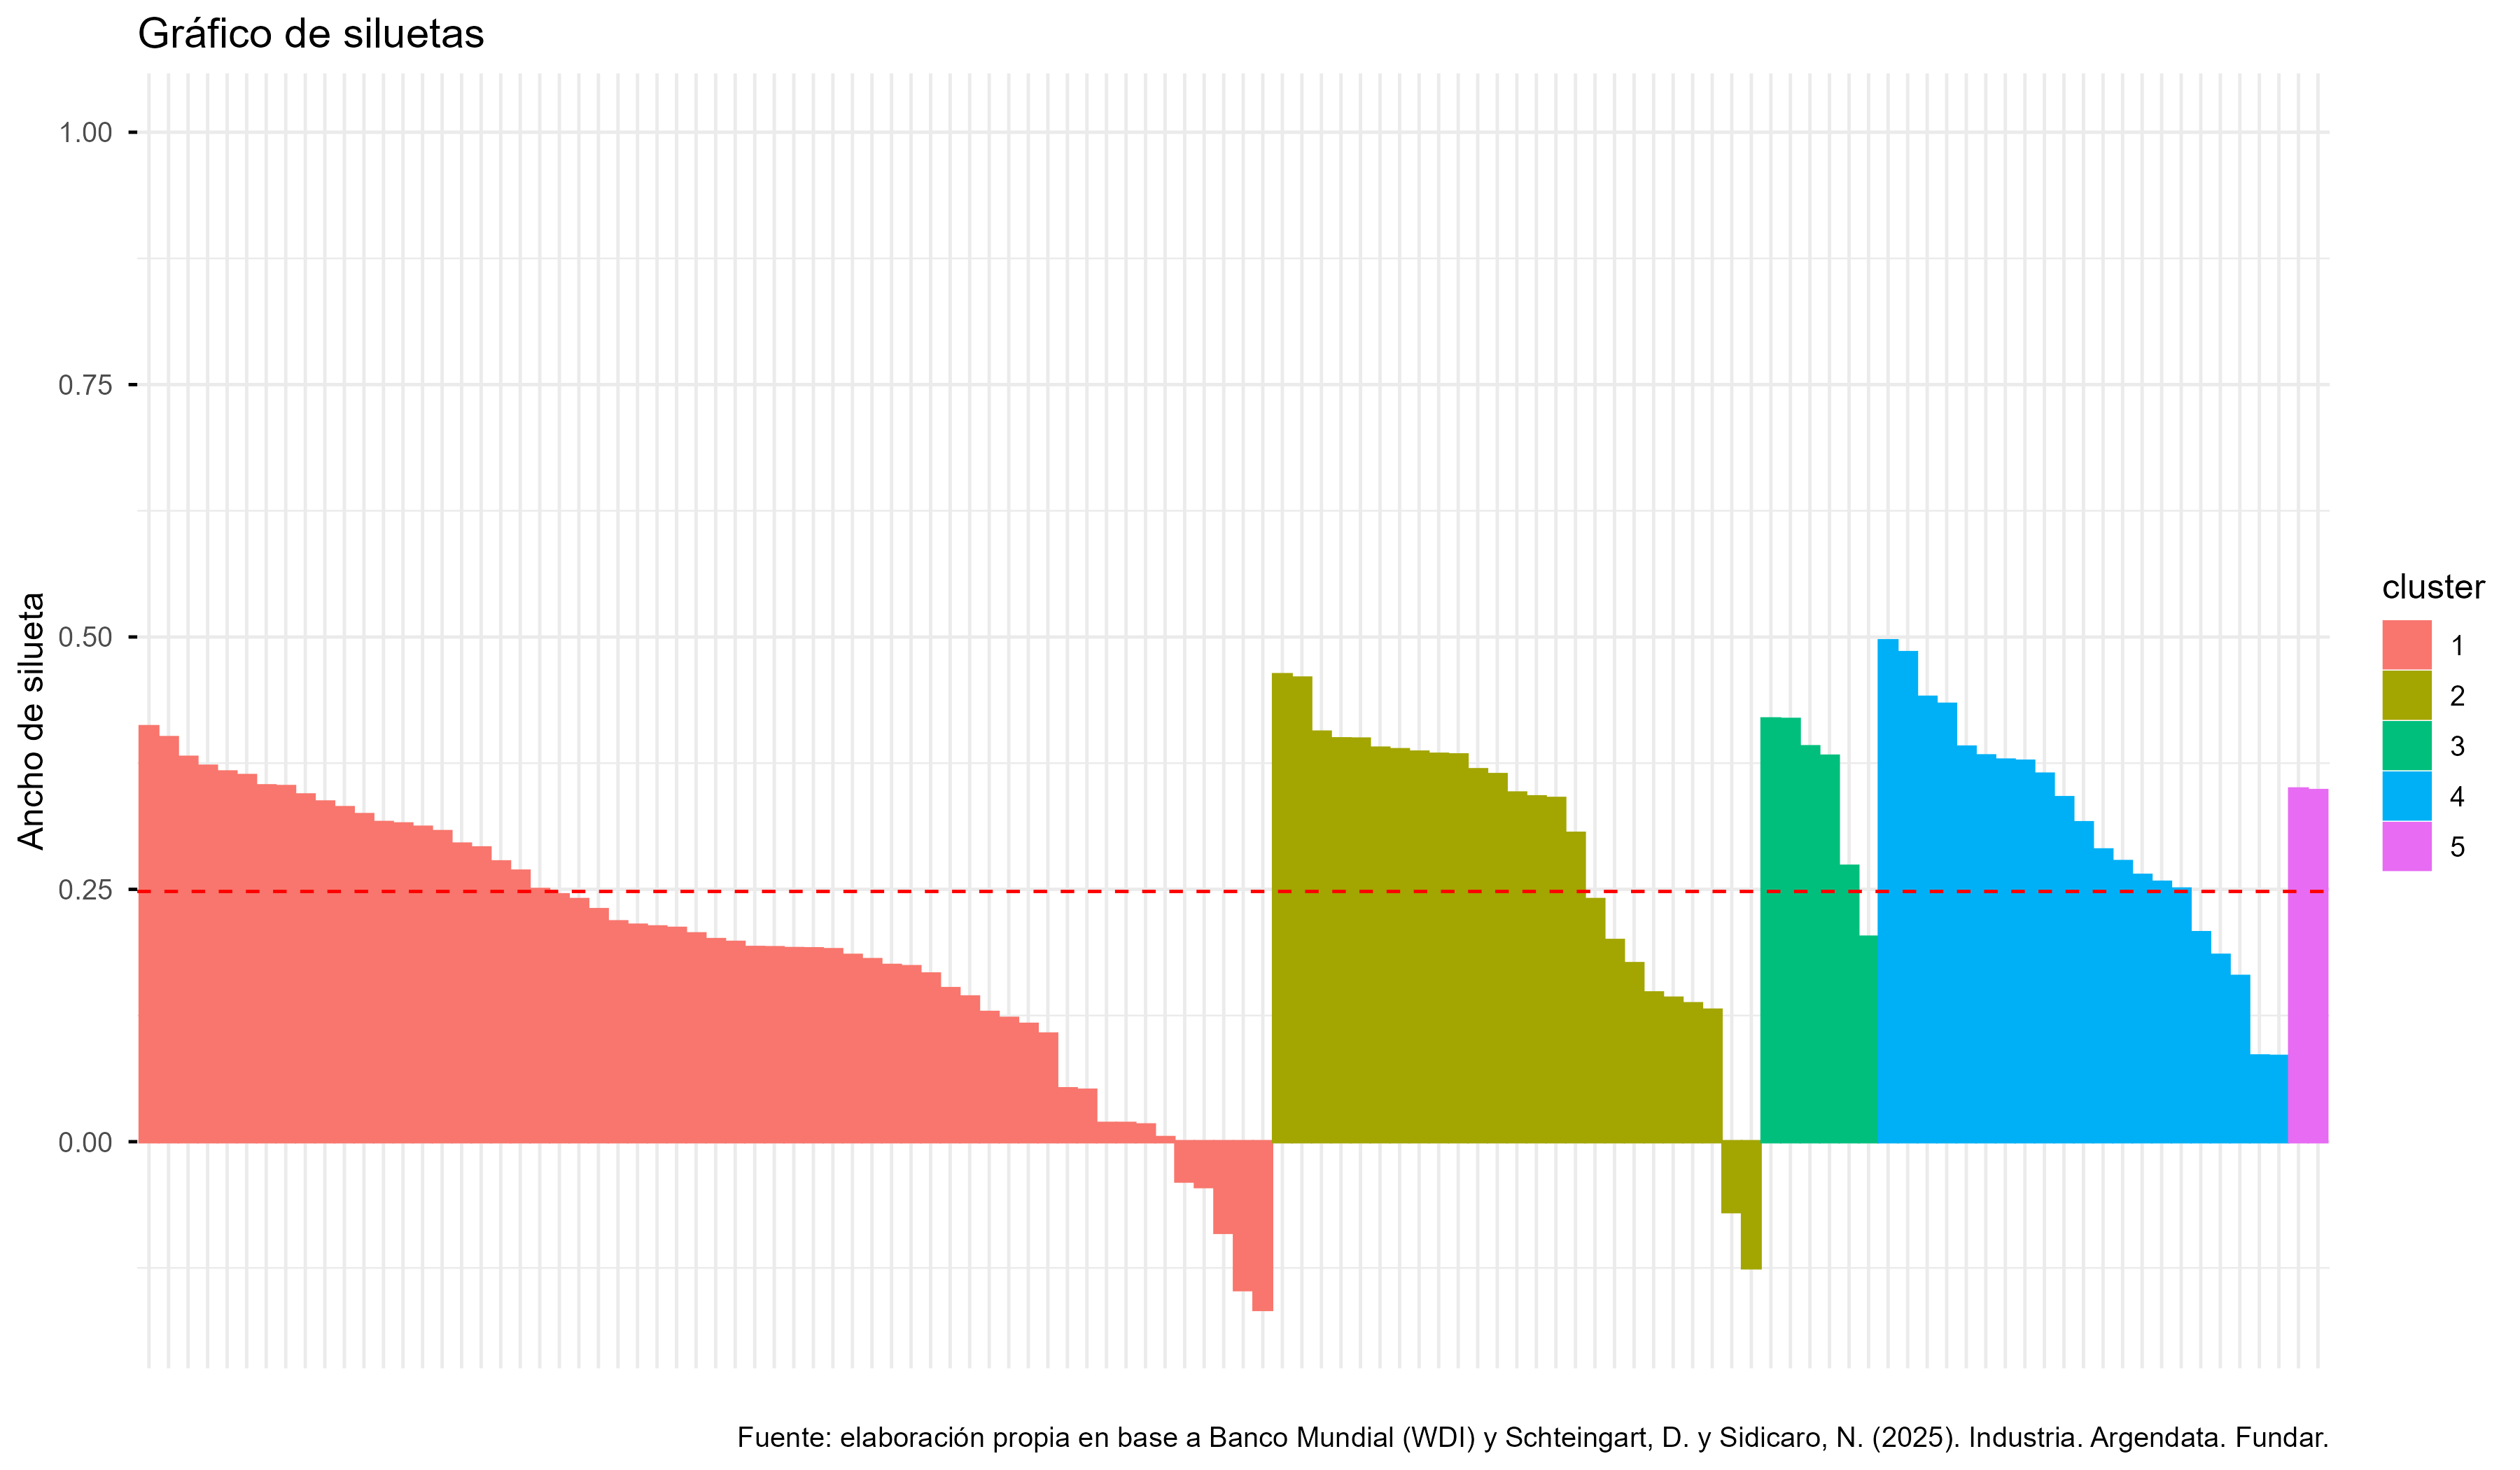 Gráfico de siluetas
Ancho de silueta
1.00
0.75
0.50
0.25
0.00
cluster
1
2
3
4
5
Fuente: elaboración propia en base a Banco Mundial (WDI) y Schteingart, D. y Sidicaro, N. (2025). Industria. Argendata. Fundar.